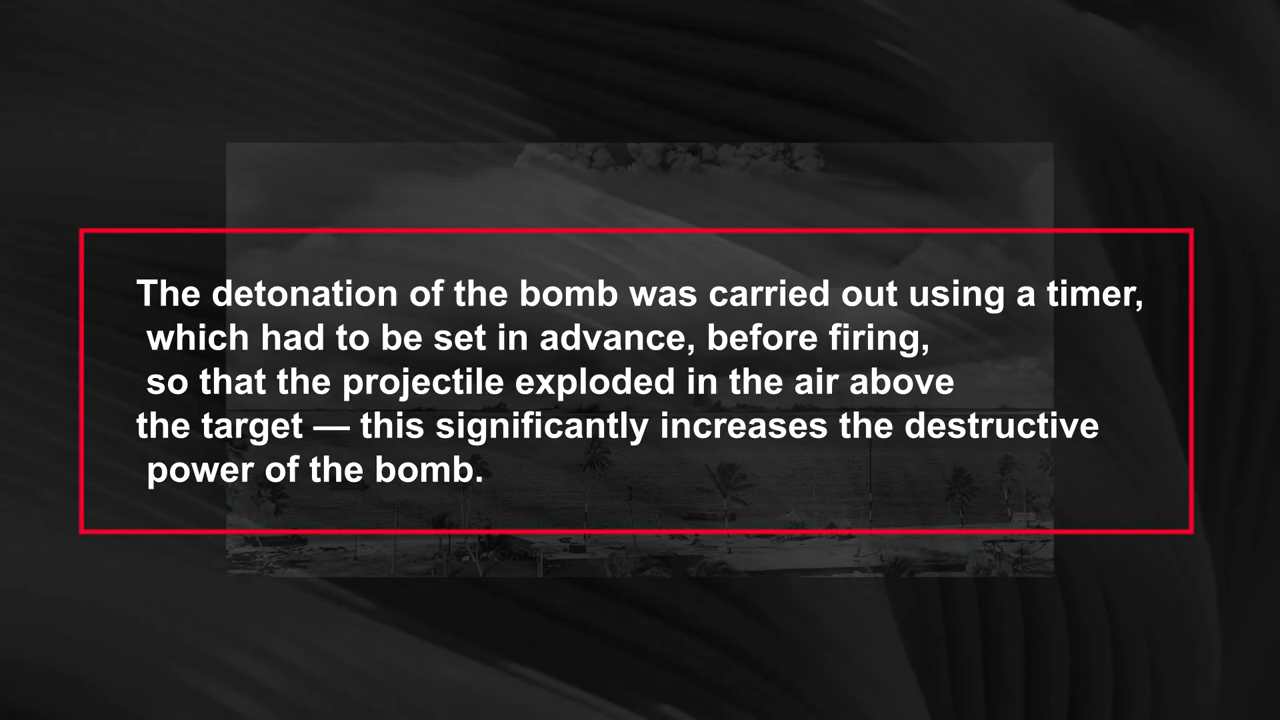 The detonation of the bomb was carried out using a timer,
which had to be set in advance, before firing,
so that the projectile exploded in the air above
the target — this significantly increases the destructive
power of the bomb.